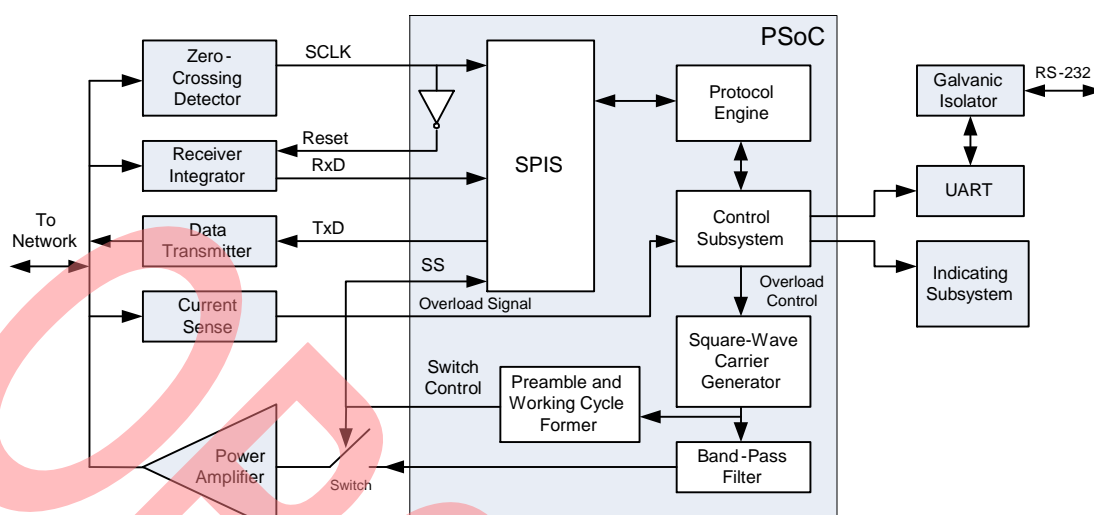 PSoC
Zero-
Crossing
Detector
SCLK
Reset
Receiver
Integrator
RxD
SPIS
Protocol
Engine
Galvanic
Isolator
RS-232
UART
To
Network
Data
Transmitter
TxD
Control
Subsystem
SS
Overload Signal
Current
Sense
Overload
Control
Indicating
Subsystem
Square-Wave
Carrier
Generator
Switch
Control
Preamble and
Working Cycle
Former
Power
Amplifier
Switch
Band-Pass
Filter